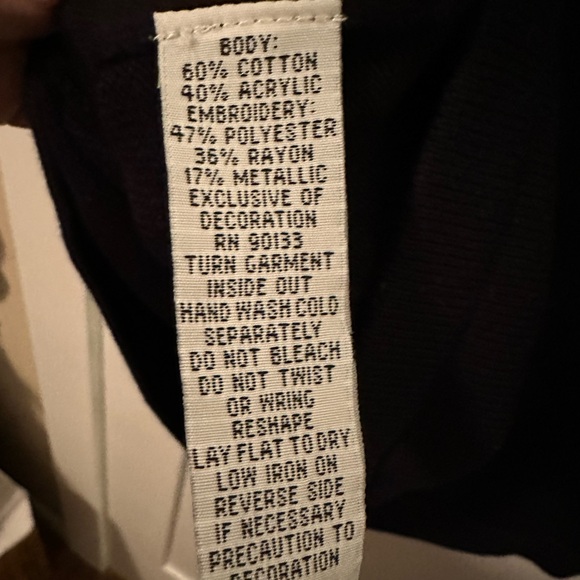 BODY:
60% COTTON
40% ACRYLIC
EMBROIDERY:
47% POLYESTER
36% RAYON
17% METALLIC
EXCLUSIVE OF
DECORATION
RN 90133
TURN GARMENT
INSIDE OUT
HAND WASH COLD
SEPARATELY
DO NOT BLEACH
DO NOT TWIST
OR WRING
RESHAPE
LAY FLAT TO DRY
LOW IRON ON
REVERSE SIDE
IF NECESSARY
PRECAUTION TO
DECORATION